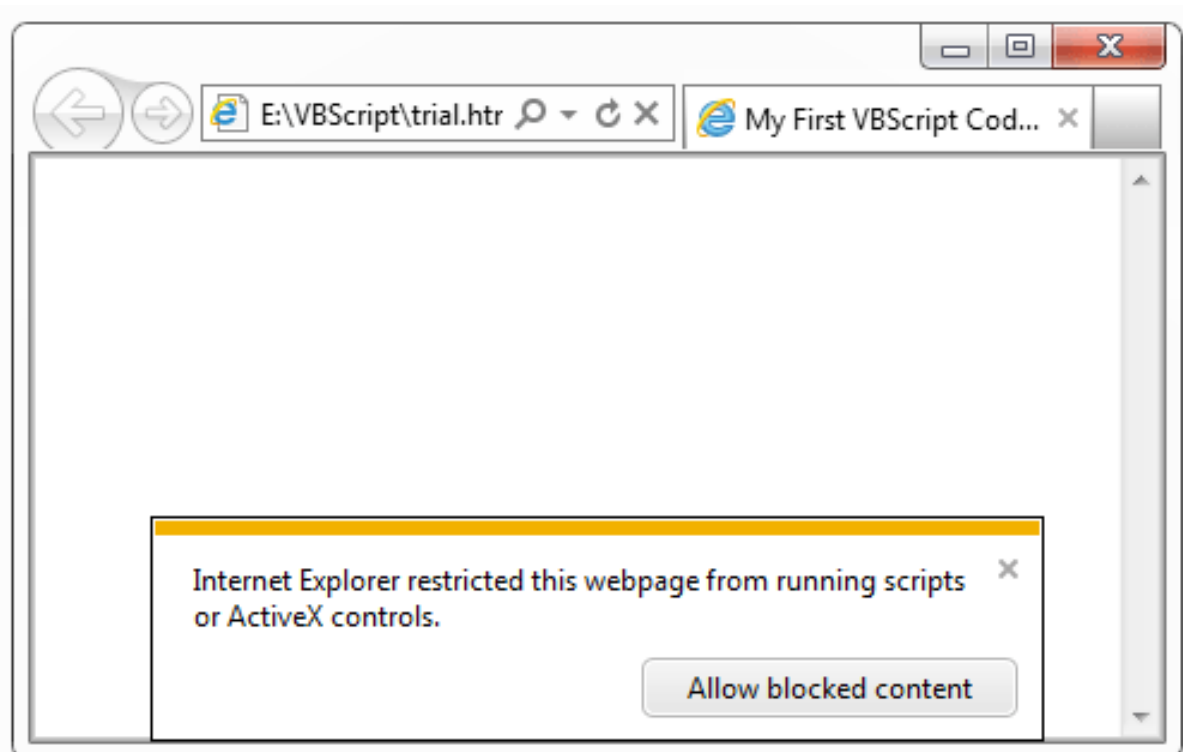 E:\VBScript\trial.htr
My First VBScript Cod...
Internet Explorer restricted this webpage from running scripts
or ActiveX controls.
Allow blocked content